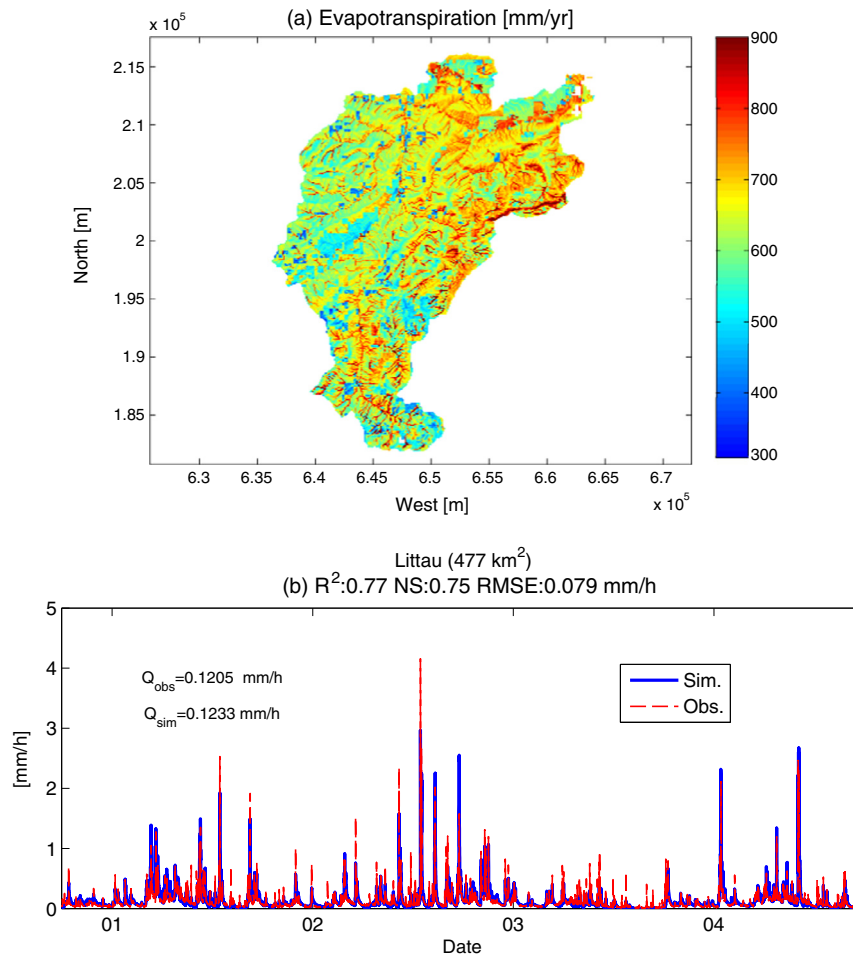 (a) Evapotranspiration [mm/yr]
x 10^5
2.15
2.1
2.05
2
1.95
1.9
1.85
North [m]
6.3 6.35 6.4 6.45 6.5 6.55 6.6 6.65 6.7
West [m]
x 10^5
900
800
700
600
500
400
300
Littau (477 km^2)
(b) R^2:0.77 NS:0.75 RMSE:0.079 mm/h
5
4
3
2
1
0
[mm/h]
Q_obs=0.1205 mm/h
Q_sim=0.1233 mm/h
Sim.
Obs.
01 02 03 04
Date